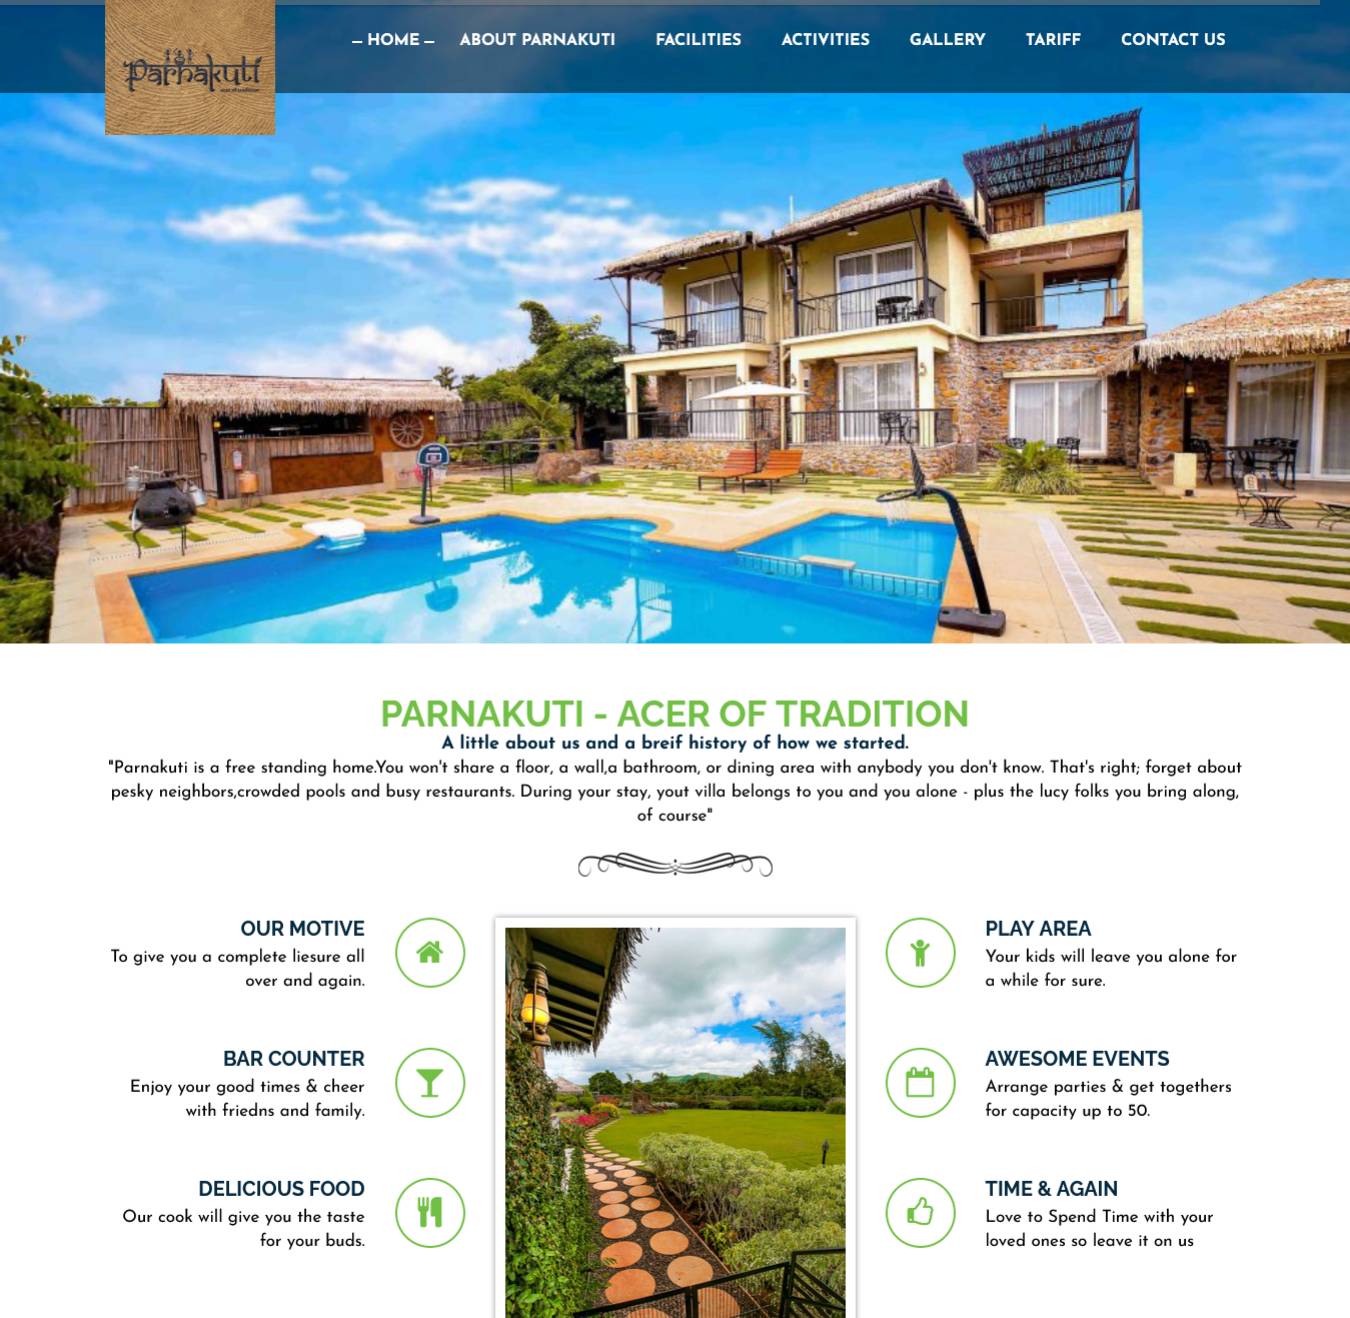 Parnakuti
— HOME — ABOUT PARNAKUTI FACILITIES ACTIVITIES GALLERY TARIFF CONTACT US
PARNAKUTI - ACER OF TRADITION
A little about us and a breif history of how we started.
"Parnakuti is a free standing home.You won't share a floor, a wall,a bathroom, or dining area with anybody you don't know. That's right; forget about
pesky neighbors,crowded pools and busy restaurants. During your stay, yout villa belongs to you and you alone - plus the lucy folks you bring along,
of course"
OUR MOTIVE
To give you a complete liesure all
over and again.
BAR COUNTER
Enjoy your good times & cheer
with friedns and family.
DELICIOUS FOOD
Our cook will give you the taste
for your buds.
PLAY AREA
Your kids will leave you alone for
a while for sure.
AWESOME EVENTS
Arrange parties & get togethers
for capacity up to 50.
TIME & AGAIN
Love to Spend Time with your
loved ones so leave it on us